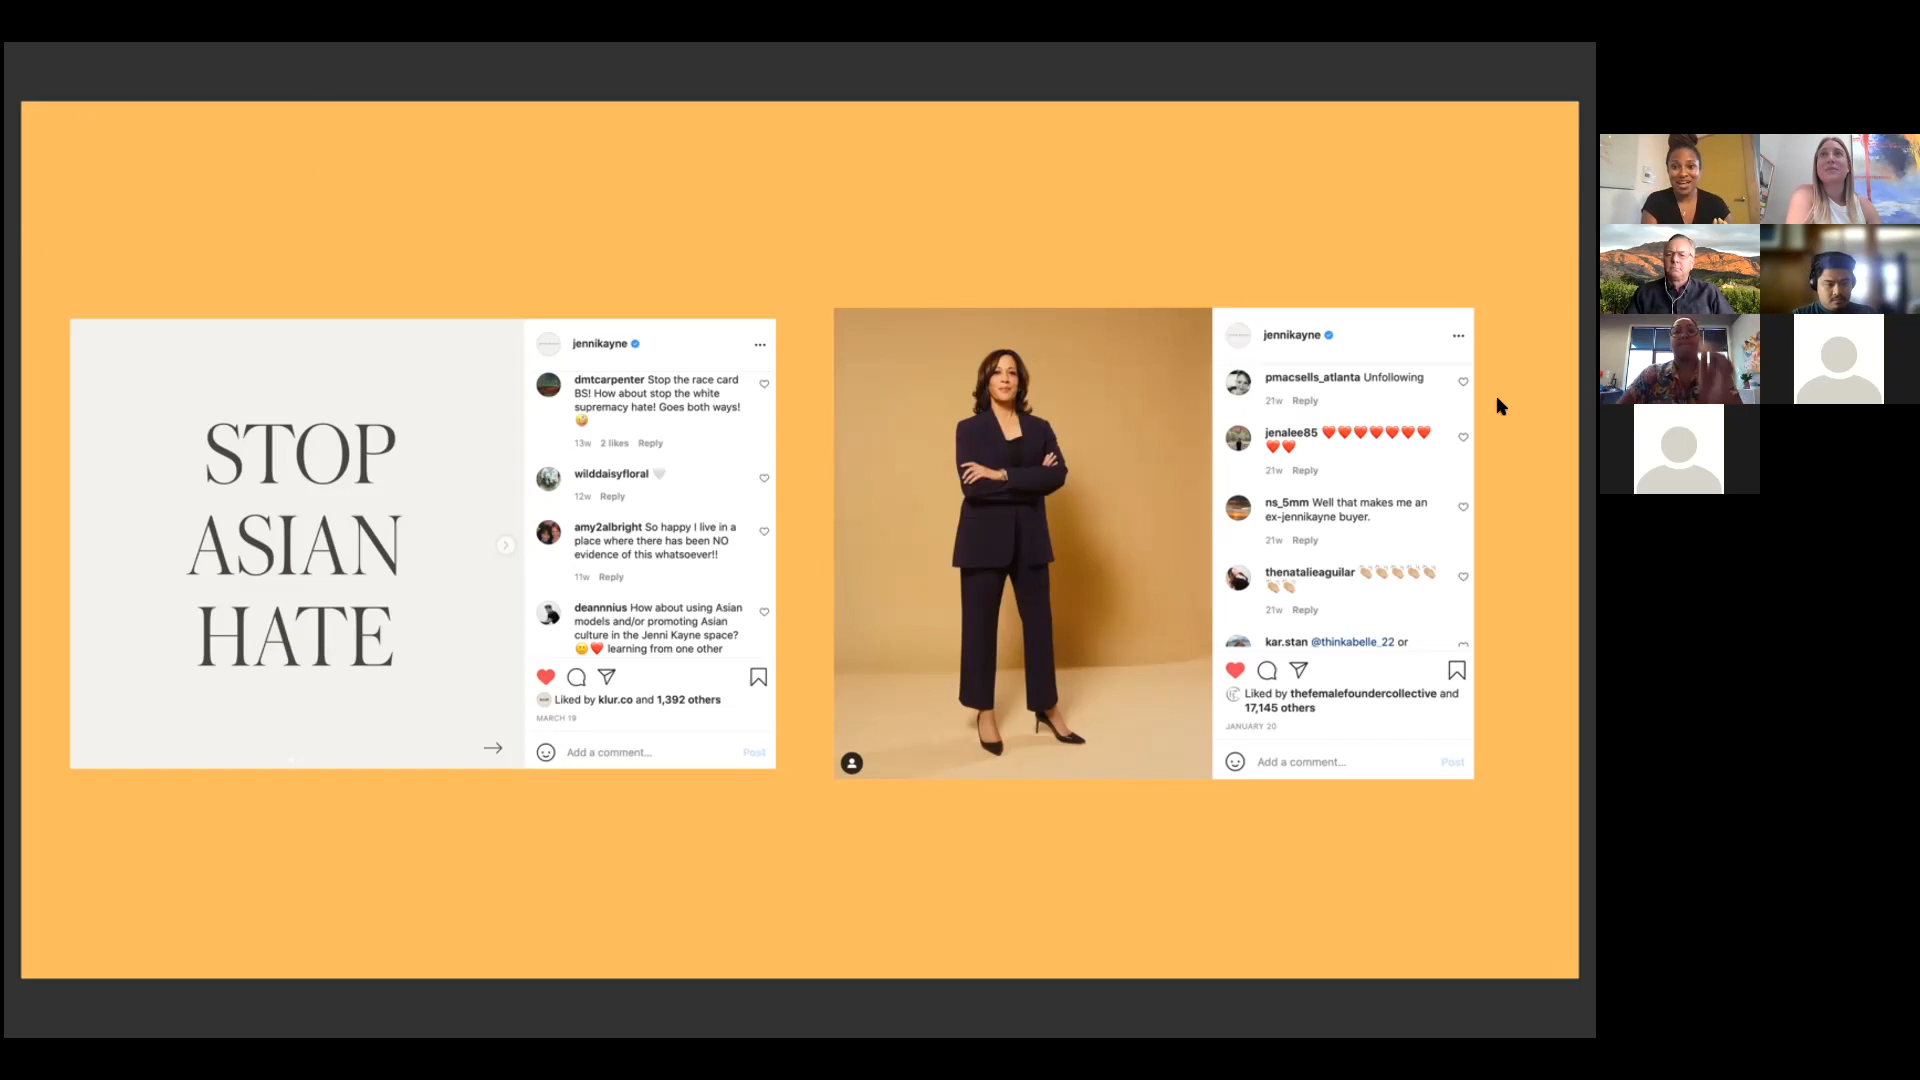 STOP
ASIAN
HATE
jennikayne
dmtcarpenter Stop the race card
BS! How about stop the white
supremacy hate! Goes both ways!
🤣
13w 2 likes Reply
wilddaisyfloral 🤍
12w Reply
amy2albright So happy I live in a
place where there has been NO
evidence of this whatsoever!!
11w Reply
deannnius How about using Asian
models and/or promoting Asian
culture in the Jenni Kayne space?
😊❤️ learning from one other
Liked by klur.co and 1,392 others
MARCH 19
Add a comment...
Post
jennikayne
pmacsells_atlanta Unfollowing
21w Reply
jenalee85 ❤️❤️❤️❤️❤️❤️❤️
❤️❤️
21w Reply
ns_5mm Well that makes me an
ex-jennikayne buyer.
21w Reply
thenatalieaguilar 👏🏼👏🏼👏🏼👏🏼👏🏼
👏🏼👏🏼
21w Reply
kar.stan @thinkabelle_22 or
Liked by thefemalefoundercollective and
17,145 others
JANUARY 20
Add a comment...
Post